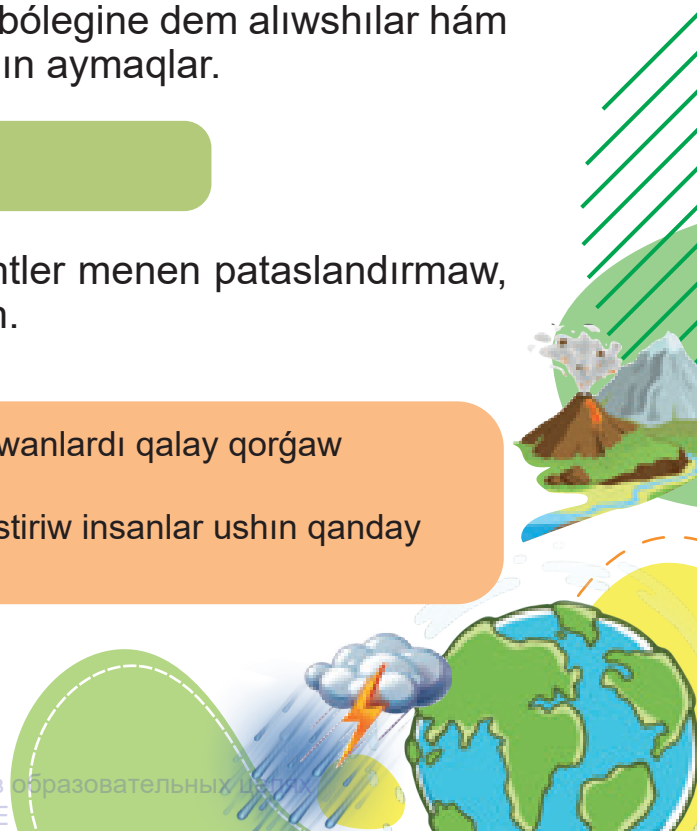 bólegine dem alıwshılar hám
ın aymaqlar.
ntler menen pataslandırmaw,
wanlardı qalay qorǵaw
stiriw insanlar ushın qanday
в образовательных целях